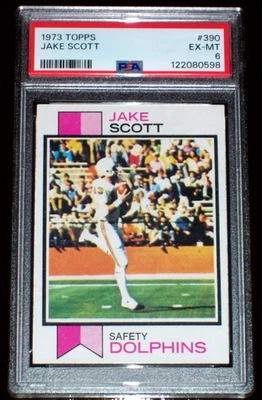 1973 TOPPS #390
JAKE SCOTT EX-MT
PSA 6
122080598
JAKE
SCOTT
SAFETY
DOLPHINS